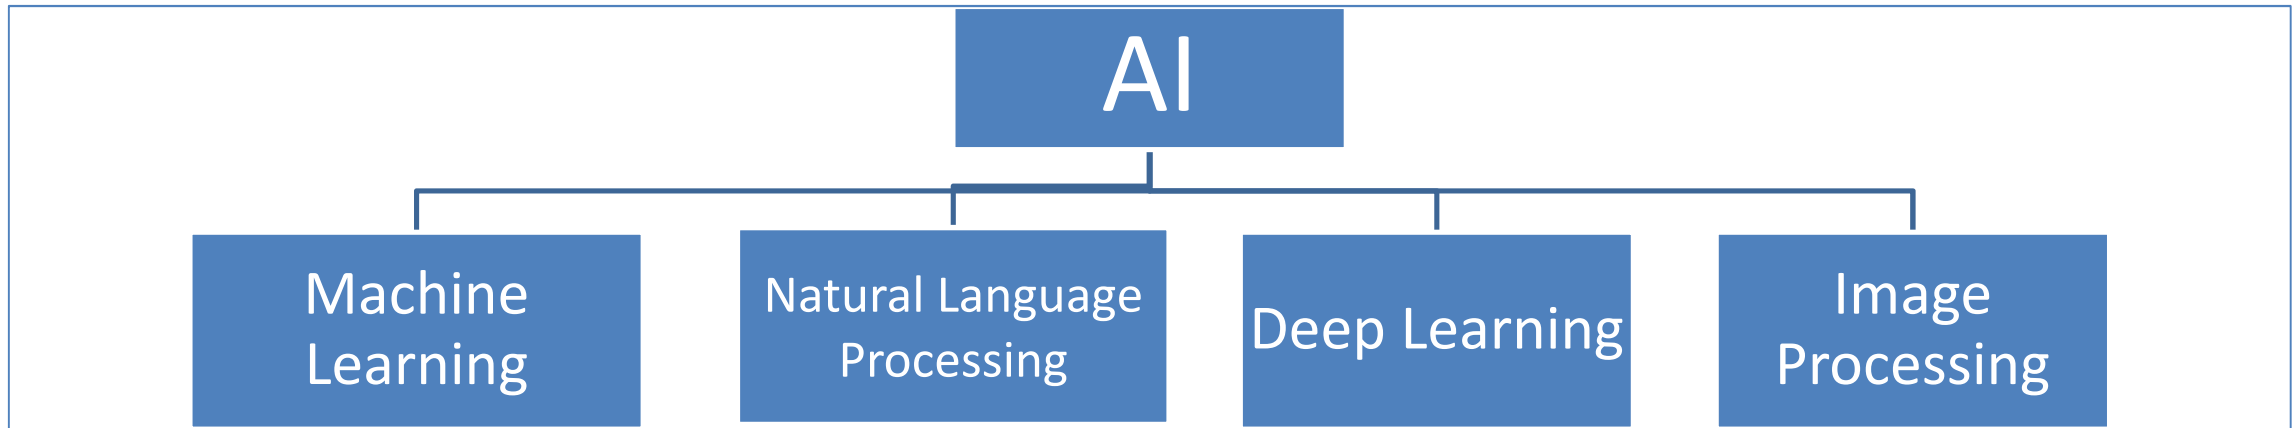 AI
Machine
Learning
Natural Language
Processing
Deep Learning
Image
Processing